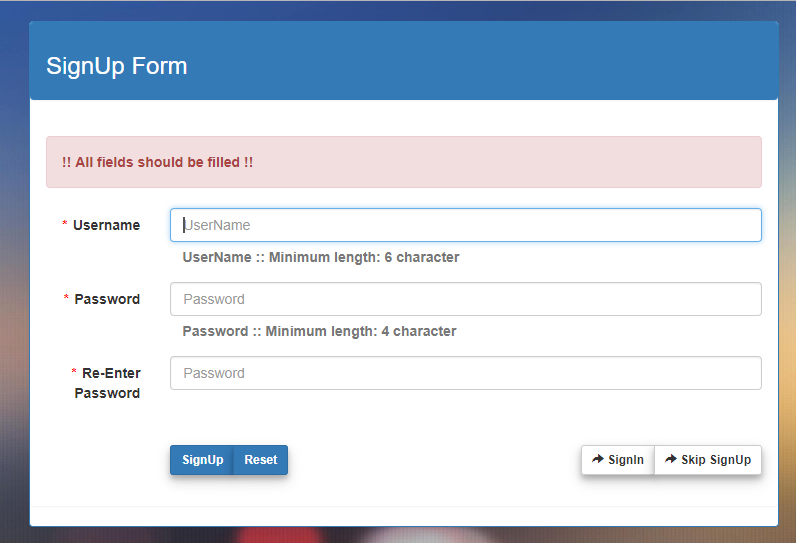 SignUp Form
!! All fields should be filled !!
* Username
UserName
UserName :: Minimum length: 6 character
* Password
Password
Password :: Minimum length: 4 character
* Re-Enter
Password
Password
SignUp Reset SignIn Skip SignUp